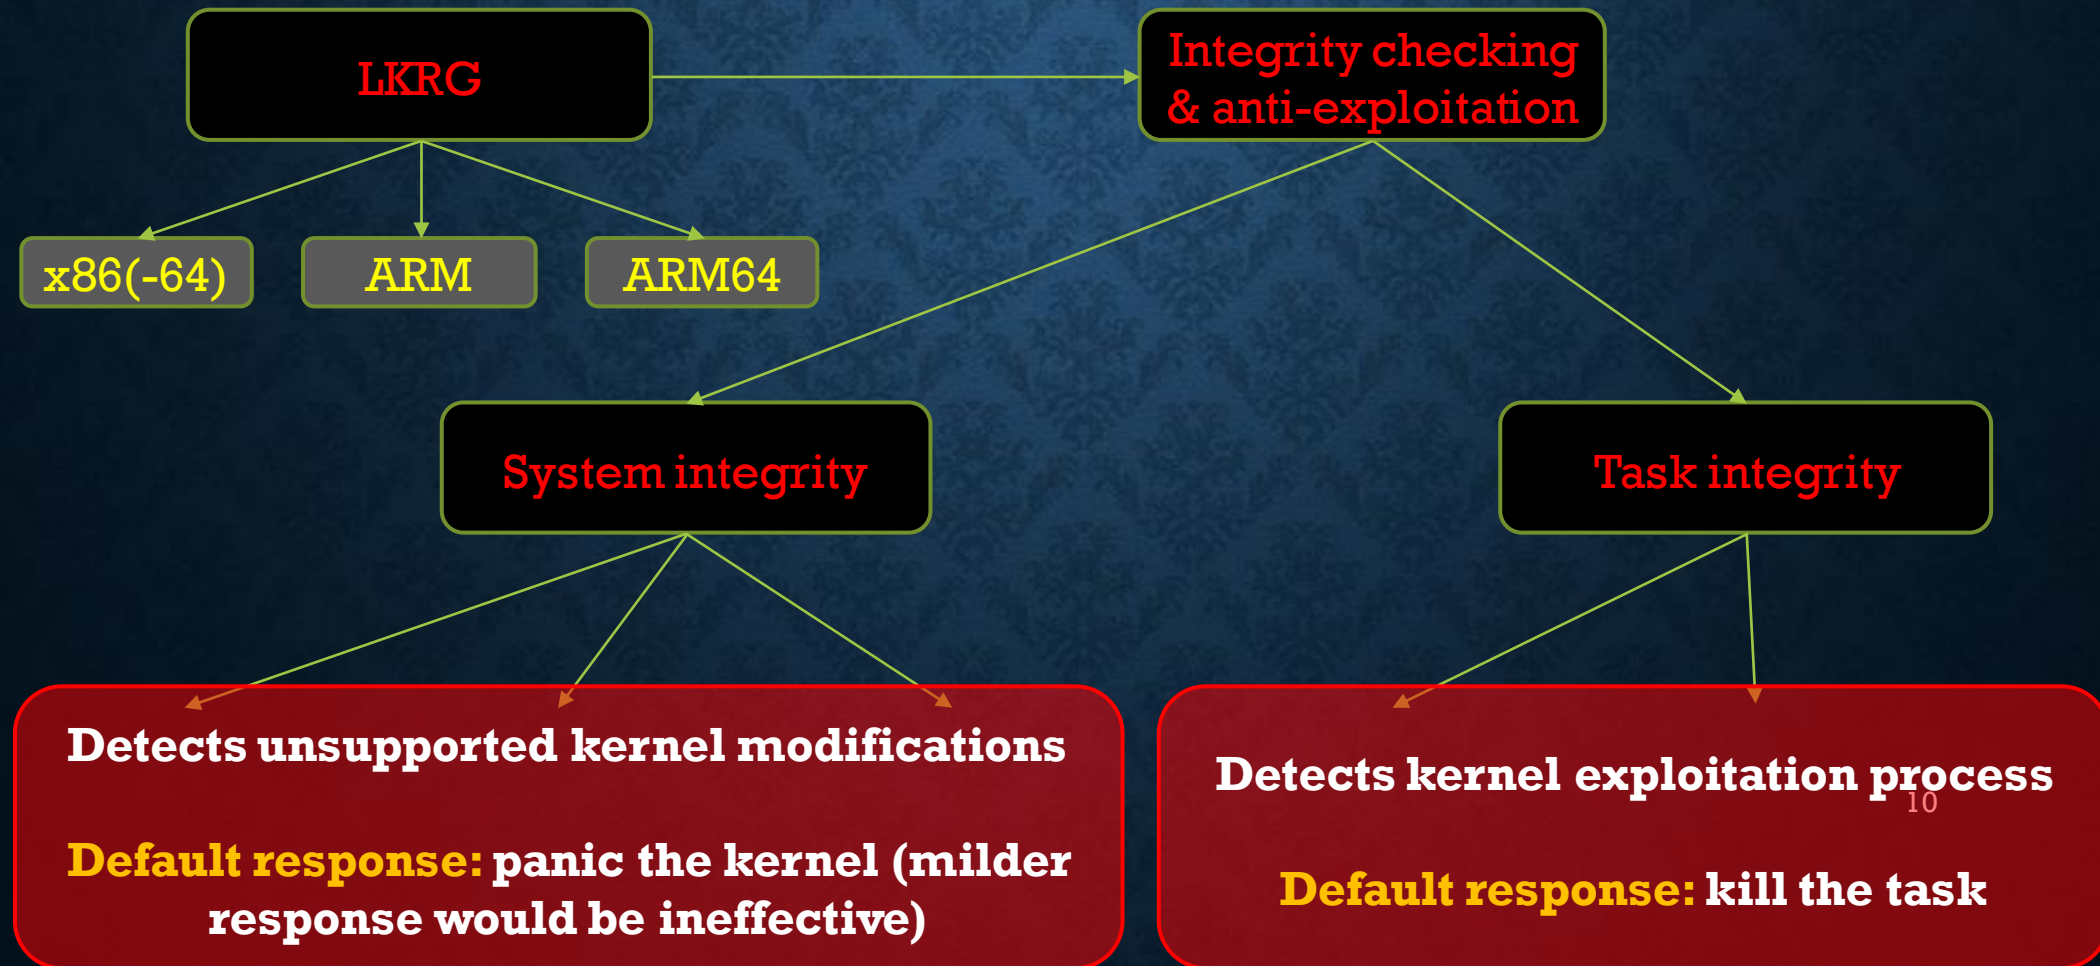 LKRG
Integrity checking
& anti-exploitation
x86(-64)
ARM
ARM64
System integrity
Task integrity
Detects unsupported kernel modifications
Default response: panic the kernel (milder
response would be ineffective)
Detects kernel exploitation process
10
Default response: kill the task